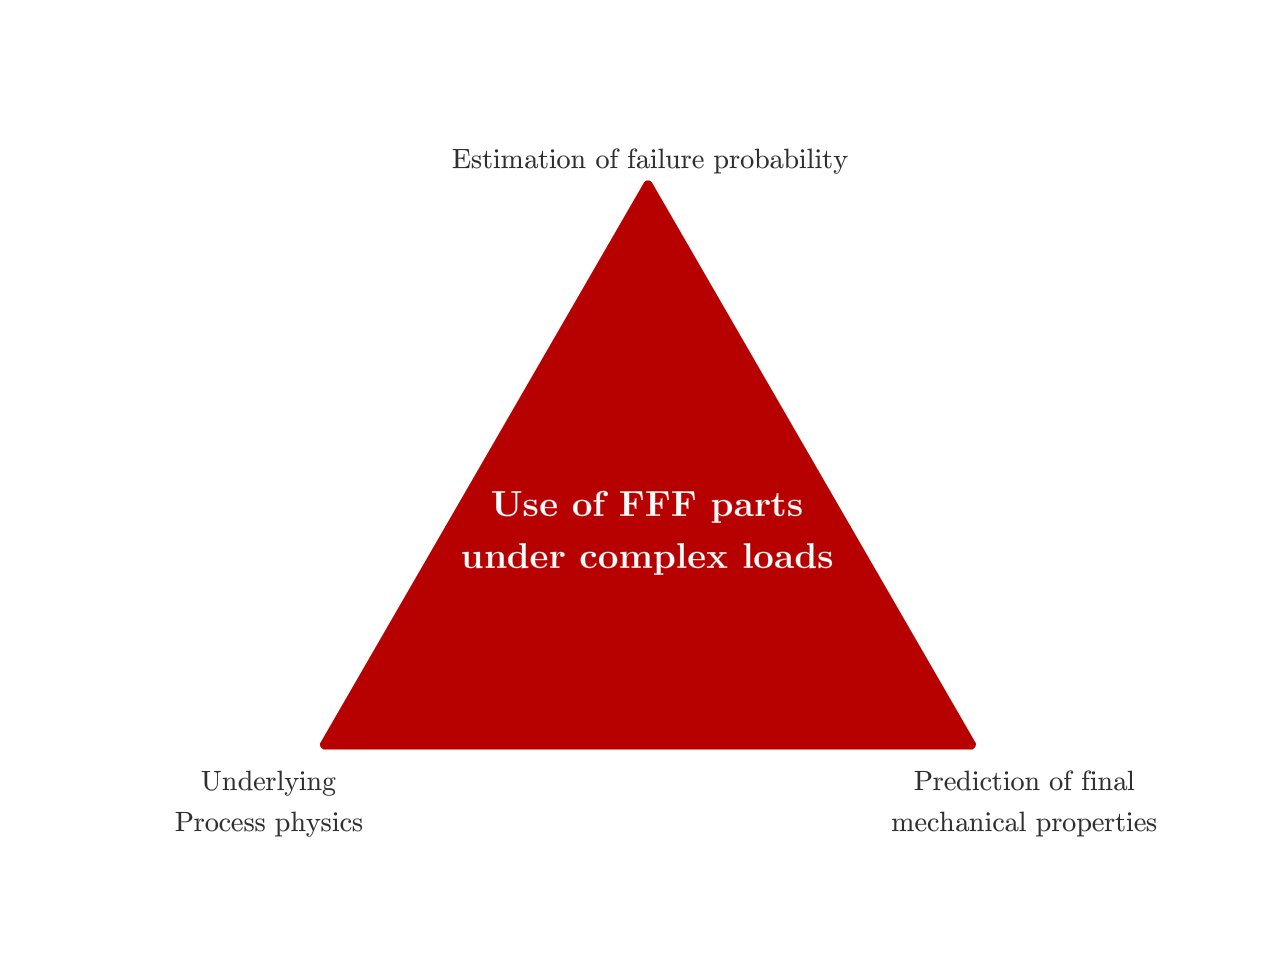 Estimation of failure probability
Use of FFF parts
under complex loads
Underlying
Process physics
Prediction of final
mechanical properties